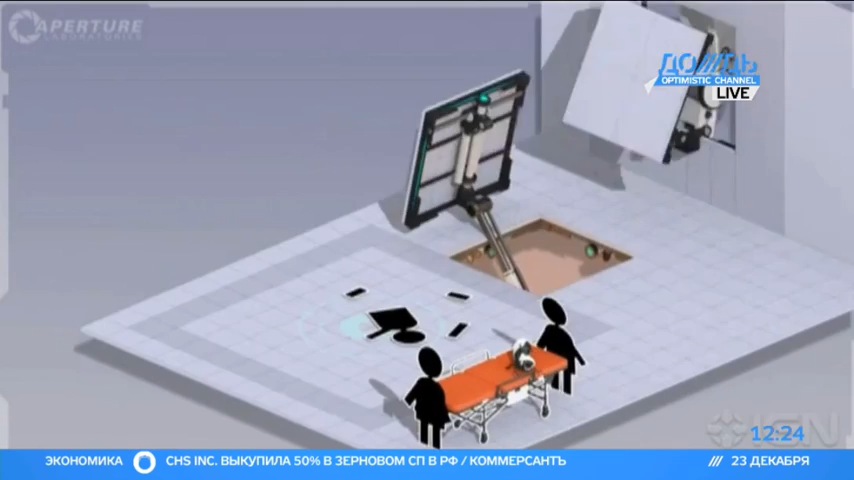 APERTURE
LABORATORIES
ДОЖДЬ
OPTIMISTIC CHANNEL
LIVE
IGN
12:24
ЭКОНОМИКА CHS INC. ВЫКУПИЛА 50% В ЗЕРНОВОМ СП В РФ / КОММЕРСАНТЪ /// 23 ДЕКАБРЯ